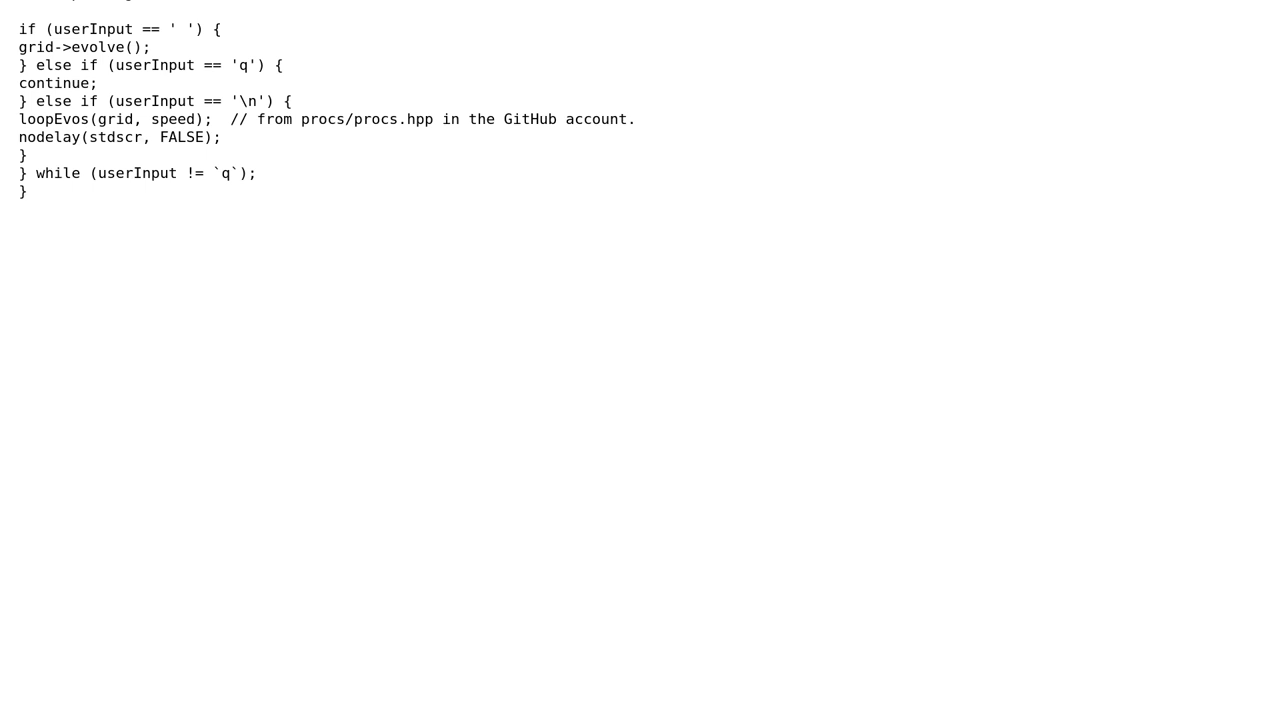 if (userInput == ' ') {
grid->evolve();
} else if (userInput == 'q') {
continue;
} else if (userInput == '\n') {
loopEvos(grid, speed);  // from procs/procs.hpp in the GitHub account.
nodelay(stdscr, FALSE);
}
} while (userInput != `q`);
}